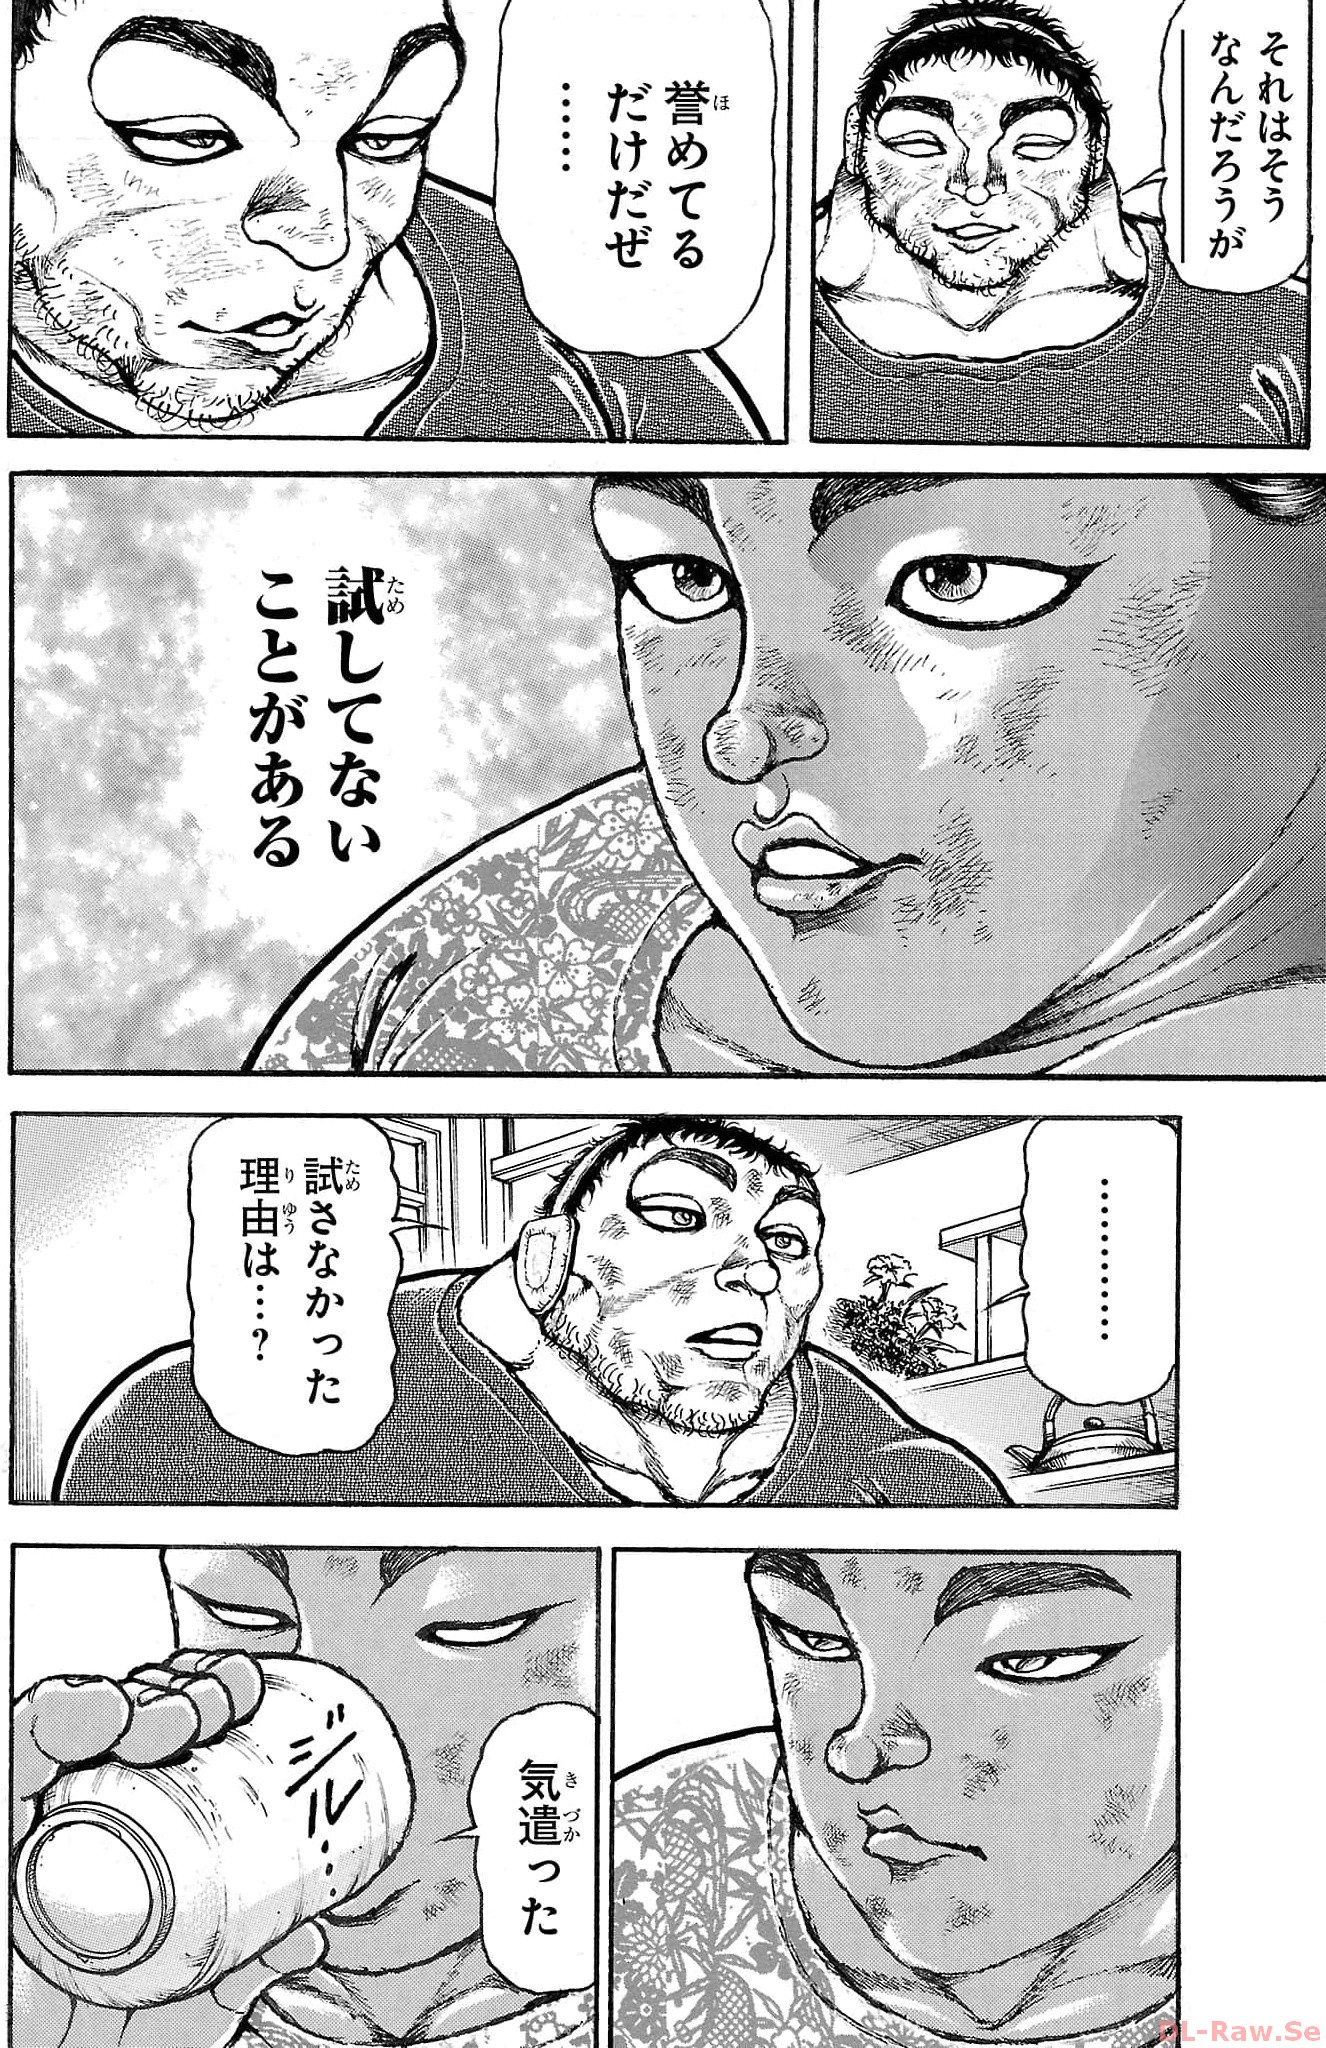 それはそう
なんだろうが
――
誉めてる
だけだぜ
……
試してない
ことがある
…………
試さなかった
理由は…?
気遣った
ジル…
DL-Raw.Se